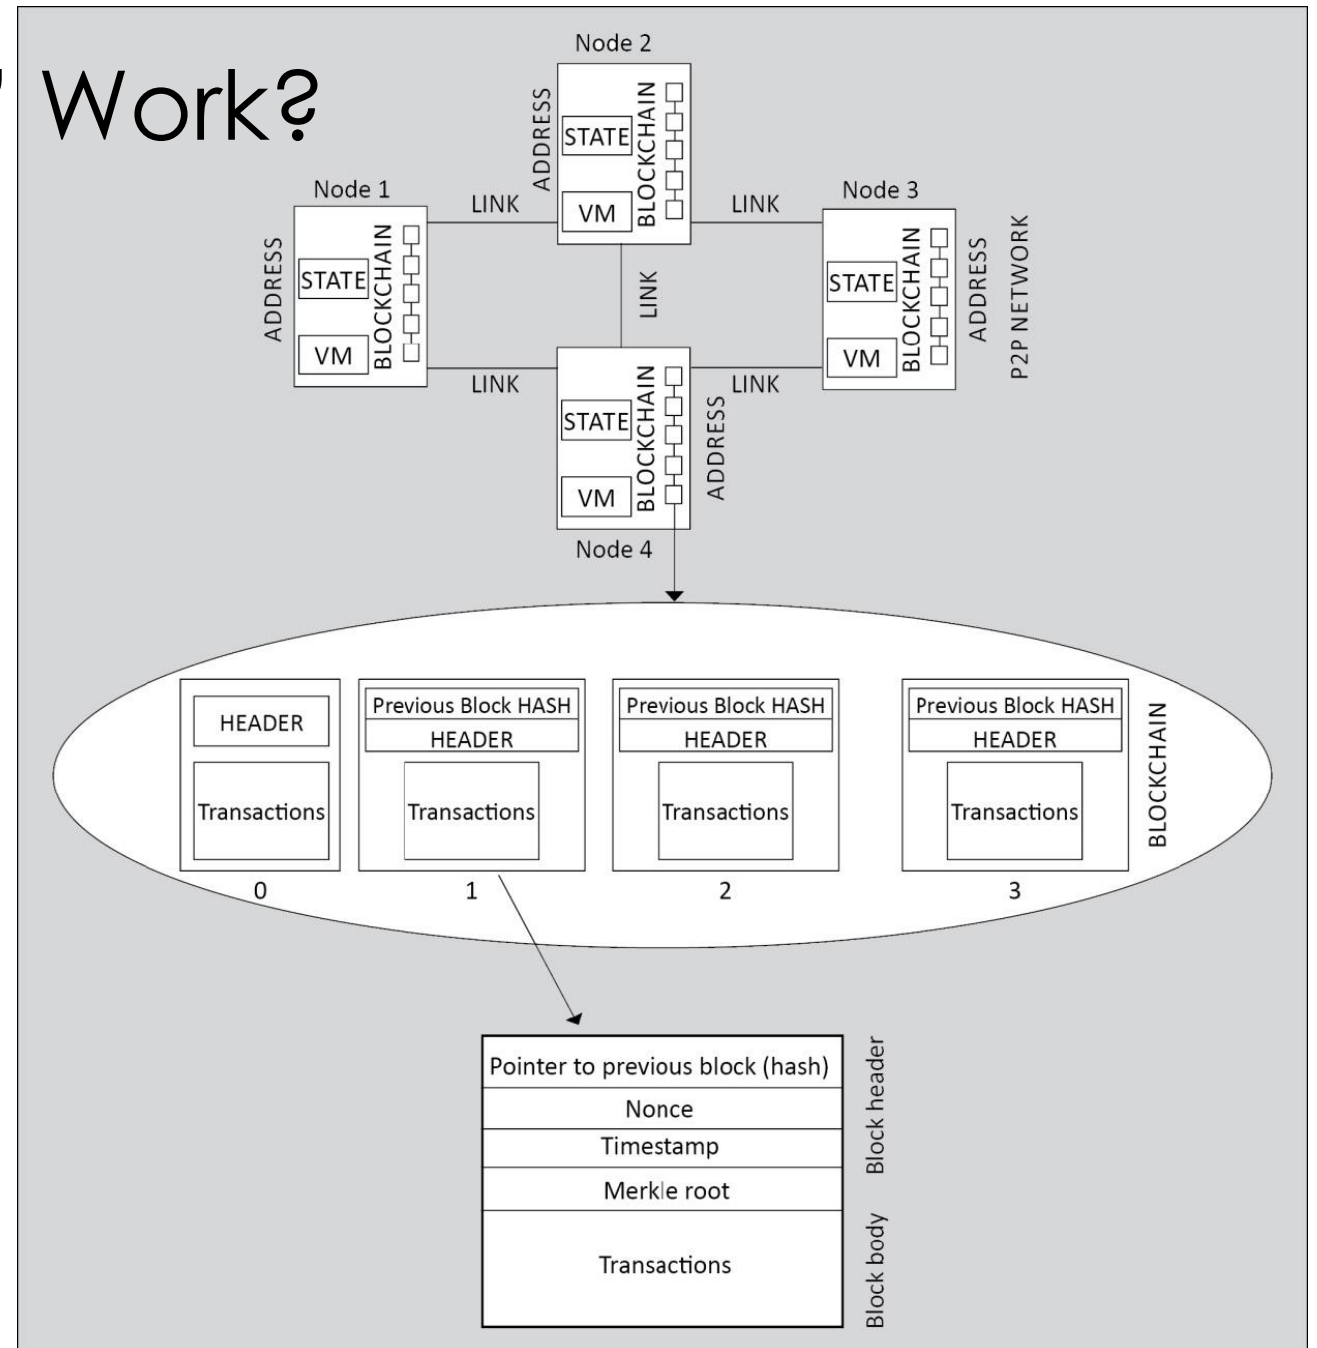 ' Work?
Node 2
ADDRESS
STATE
VM
BLOCKCHAIN
Node 1
LINK
LINK
Node 3
ADDRESS
STATE
VM
BLOCKCHAIN
LINK
STATE
VM
BLOCKCHAIN
ADDRESS
P2P NETWORK
LINK
LINK
STATE
VM
BLOCKCHAIN
ADDRESS
Node 4
HEADER
Transactions
0
Previous Block HASH
HEADER
Transactions
1
Previous Block HASH
HEADER
Transactions
2
Previous Block HASH
HEADER
Transactions
3
BLOCKCHAIN
Pointer to previous block (hash)
Nonce
Timestamp
Merkle root
Block header
Transactions
Block body